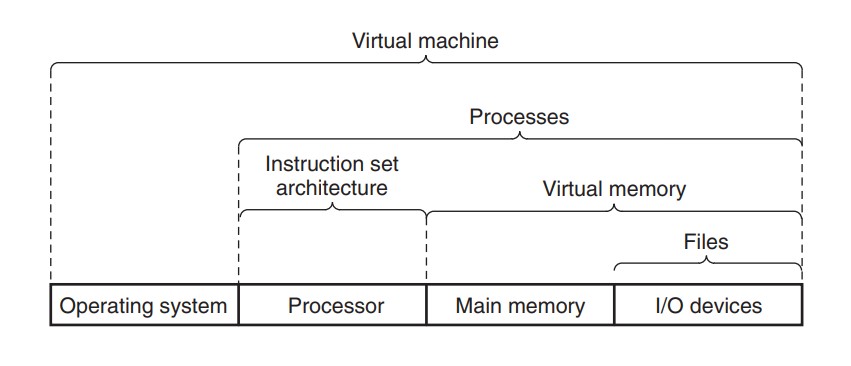 Virtual machine
Processes
Instruction set
architecture
Virtual memory
Files
Operating system
Processor
Main memory
I/O devices